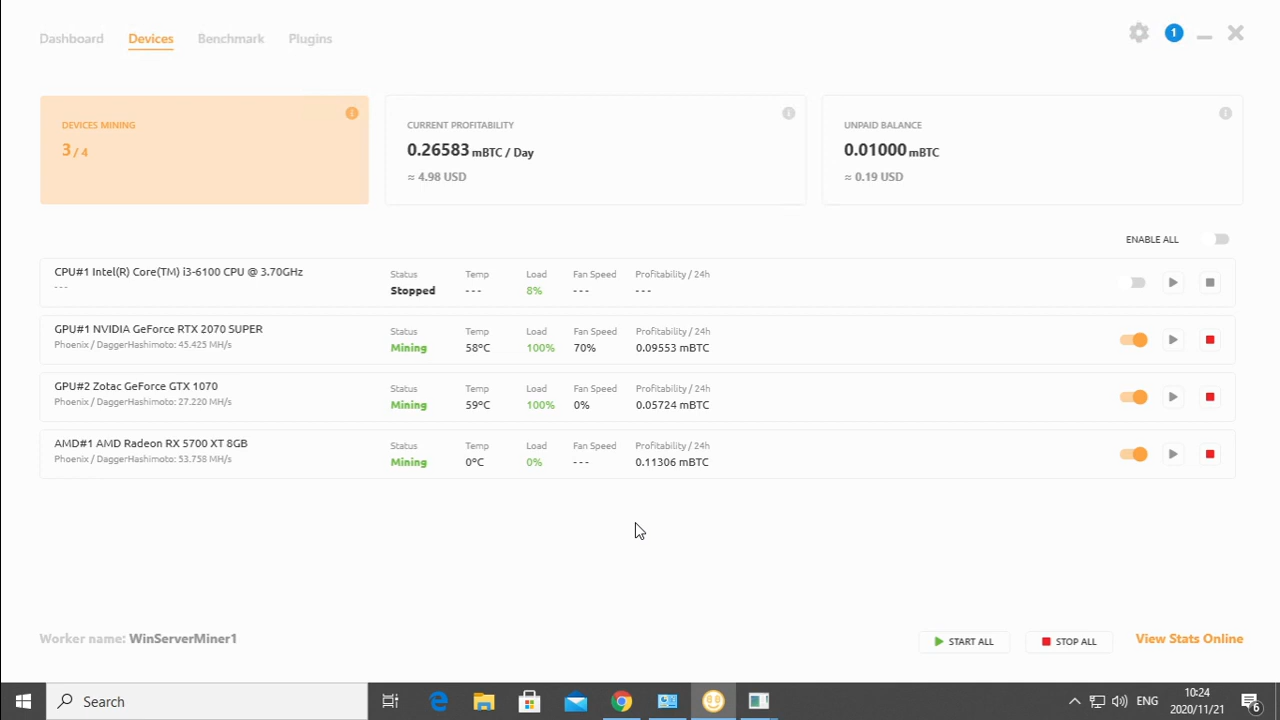 Dashboard Devices Benchmark Plugins 1
DEVICES MINING
3 / 4
CURRENT PROFITABILITY
0.26583 mBTC / Day
≈ 4.98 USD
UNPAID BALANCE
0.01000 mBTC
≈ 0.19 USD
ENABLE ALL
CPU#1 Intel(R) Core(TM) i3-6100 CPU @ 3.70GHz
- - -
Status Temp Load Fan Speed Profitability / 24h
Stopped - - - 8% - - - - - -
GPU#1 NVIDIA GeForce RTX 2070 SUPER
Phoenix / DaggerHashimoto: 45.425 MH/s
Status Temp Load Fan Speed Profitability / 24h
Mining 58°C 100% 70% 0.09553 mBTC
GPU#2 Zotac GeForce GTX 1070
Phoenix / DaggerHashimoto: 27.220 MH/s
Status Temp Load Fan Speed Profitability / 24h
Mining 59°C 100% 0% 0.05724 mBTC
AMD#1 AMD Radeon RX 5700 XT 8GB
Phoenix / DaggerHashimoto: 53.758 MH/s
Status Temp Load Fan Speed Profitability / 24h
Mining 0°C 0% - - - 0.11306 mBTC
Worker name: WinServerMiner1
START ALL STOP ALL View Stats Online
Search
ENG
10:24
2020/11/21
6